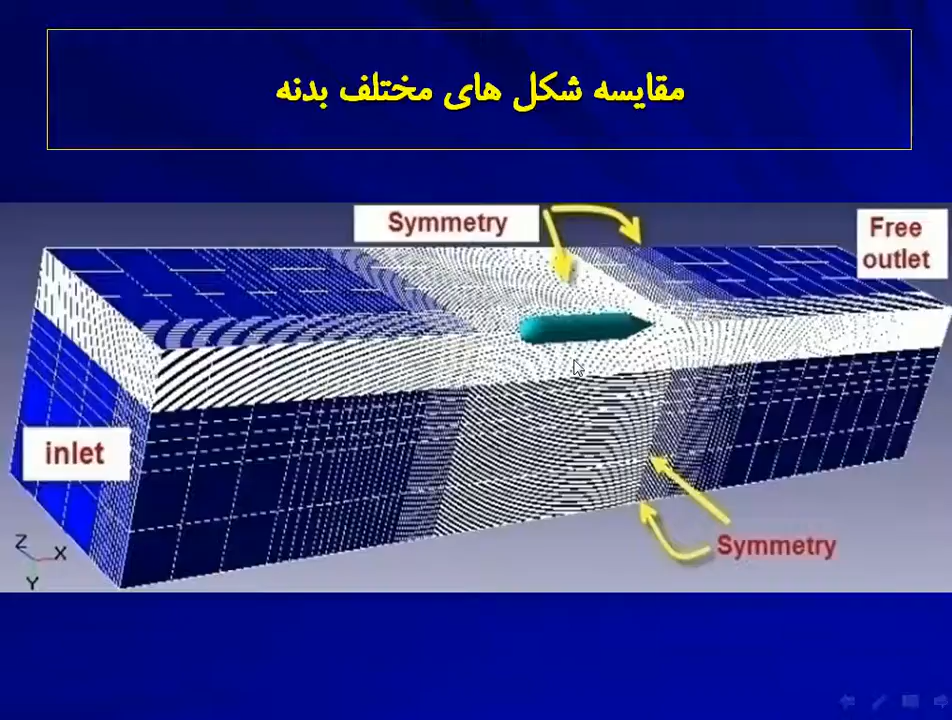 مقایسه شکل های مختلف بدنه
Symmetry
Free
outlet
inlet
Symmetry
Z
X
Y